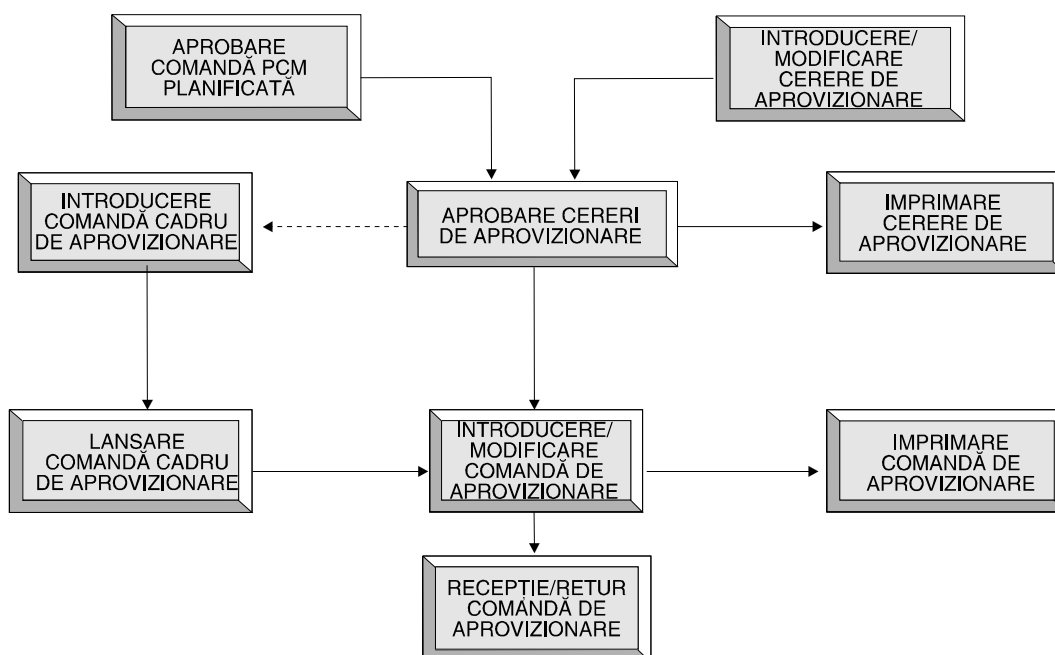 APROBARE
COMANDĂ PCM
PLANIFICATĂ
INTRODUCERE/
MODIFICARE
CERERE DE
APROVIZIONARE
INTRODUCERE
COMANDĂ CADRU
DE APROVIZIONARE
APROBARE CERERI
DE APROVIZIONARE
IMPRIMARE
CERERE DE
APROVIZIONARE
LANSARE
COMANDĂ CADRU
DE APROVIZIONARE
INTRODUCERE/
MODIFICARE
COMANDĂ DE
APROVIZIONARE
IMPRIMARE
COMANDĂ DE
APROVIZIONARE
RECEPŢIE/RETUR
COMANDĂ DE
APROVIZIONARE